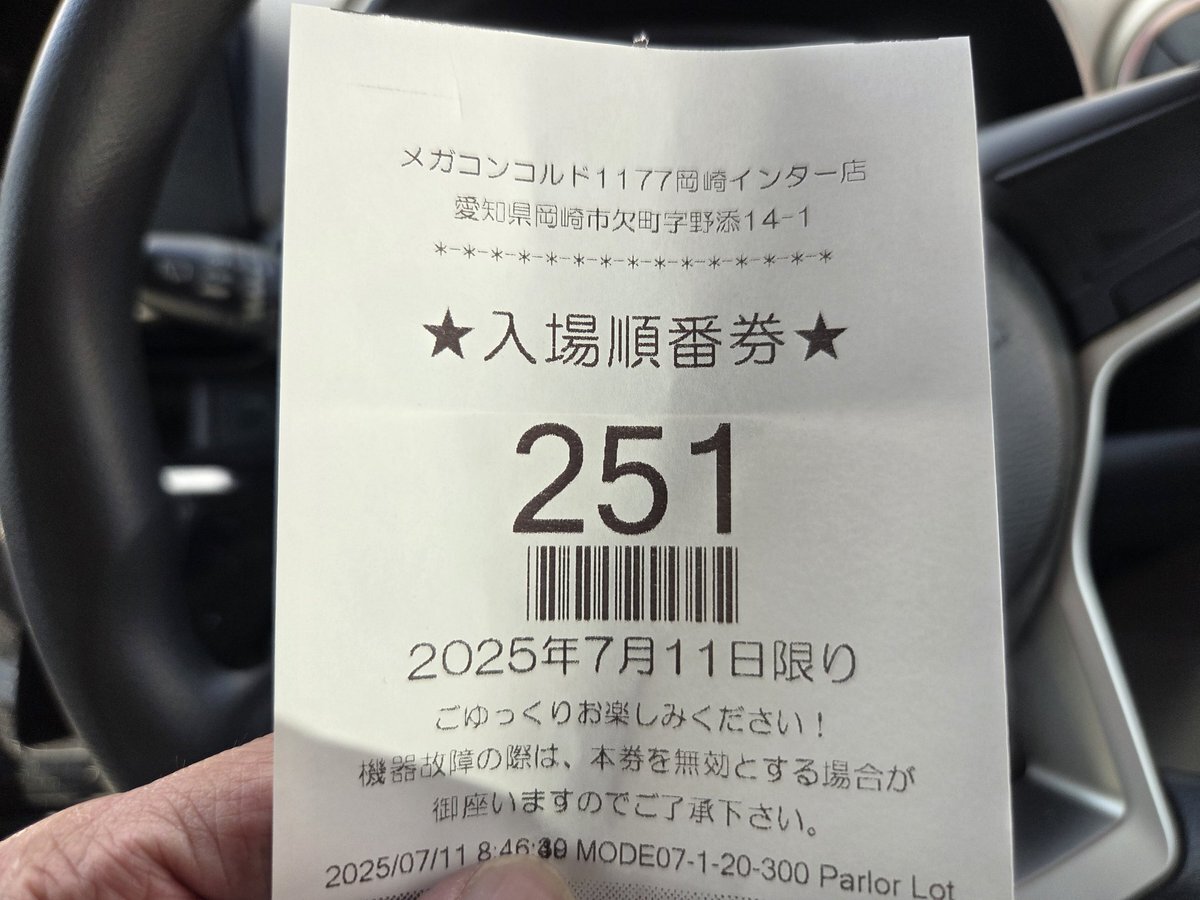 メガコンコルド1177岡崎インター店
愛知県岡崎市欠町字野添14-1
*-*-*-*-*-*-*-*-*-*-*-*-*-*-*
★入場順番券★
251
2025年7月11日限り
ごゆっくりお楽しみください！
機器故障の際は、本券を無効とする場合が
御座いますのでご了承下さい。
2025/07/11 MODE07-1-20-300 Parlor Lot